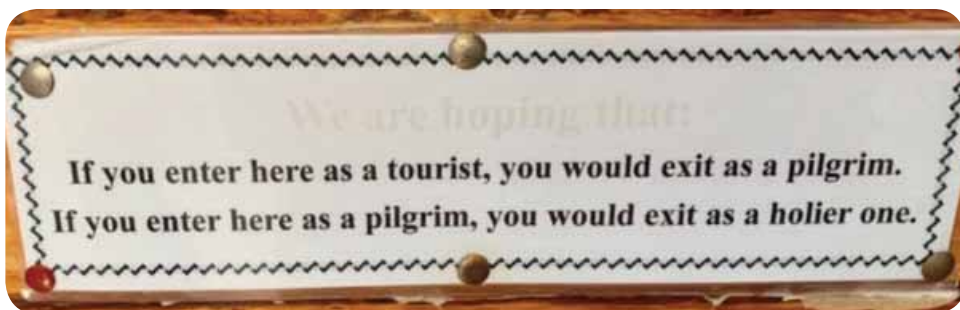 We are hoping that:
If you enter here as a tourist, you would exit as a pilgrim.
If you enter here as a pilgrim, you would exit as a holier one.